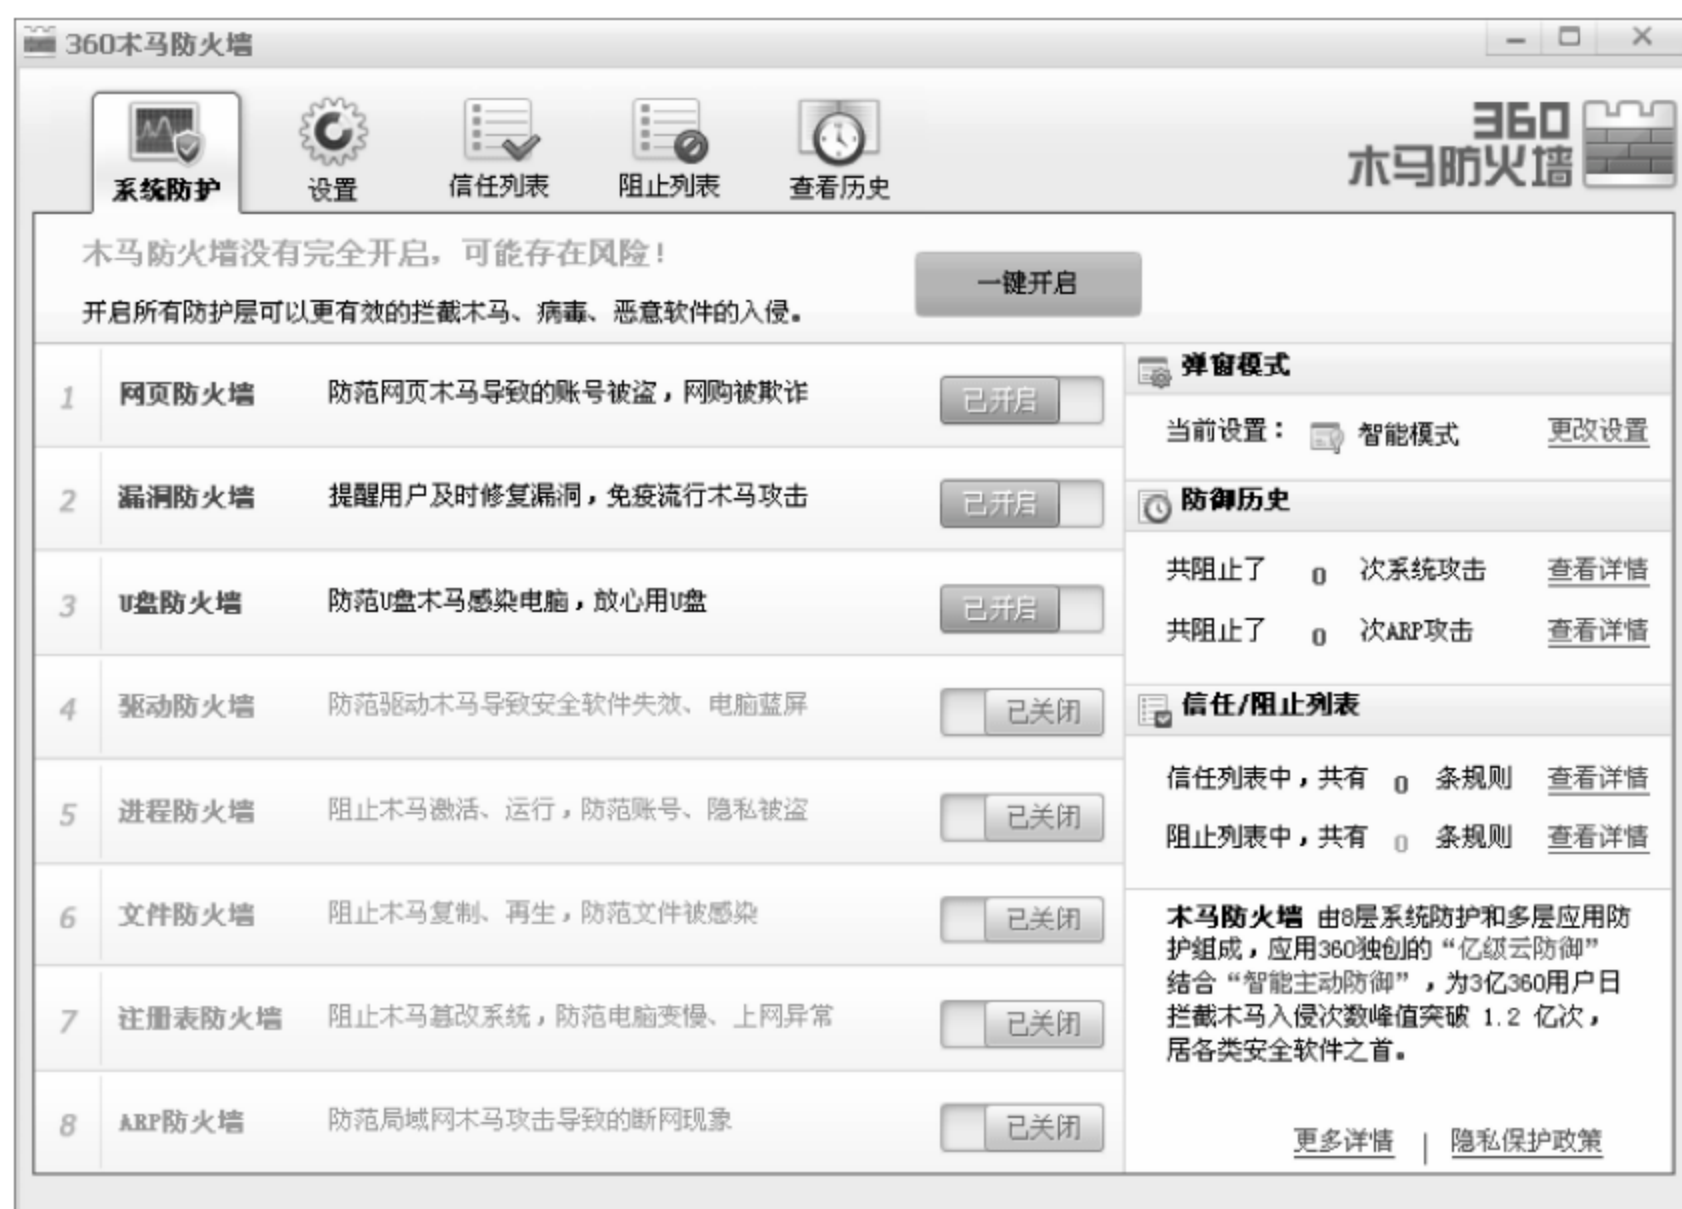 360木马防火墙
系统防护
设置
信任列表
阻止列表
查看历史
360
木马防火墙
木马防火墙没有完全开启，可能存在风险！
开启所有防护层可以更有效的拦截木马、病毒、恶意软件的入侵。
一键开启
1 网页防火墙 防范网页木马导致的账号被盗，网购被欺诈 已开启
2 漏洞防火墙 提醒用户及时修复漏洞，免疫流行木马攻击 已开启
3 U盘防火墙 防范U盘木马感染电脑，放心用U盘 已开启
4 驱动防火墙 防范驱动木马导致安全软件失效、电脑蓝屏 已关闭
5 进程防火墙 阻止木马激活、运行，防范账号、隐私被盗 已关闭
6 文件防火墙 阻止木马复制、再生，防范文件被感染 已关闭
7 注册表防火墙 阻止木马篡改系统，防范电脑变慢、上网异常 已关闭
8 ARP防火墙 防范局域网木马攻击导致的断网现象 已关闭
弹窗模式
当前设置： 智能模式 更改设置
防御历史
共阻止了 0 次系统攻击 查看详情
共阻止了 0 次ARP攻击 查看详情
信任/阻止列表
信任列表中，共有 0 条规则 查看详情
阻止列表中，共有 0 条规则 查看详情
木马防火墙 由8层系统防护和多层应用防
护组成，应用360独创的“亿级云防御”
结合“智能主动防御”，为3亿360用户日
拦截木马入侵次数峰值突破 1.2 亿次，
居各类安全软件之首。
更多详情 | 隐私保护政策